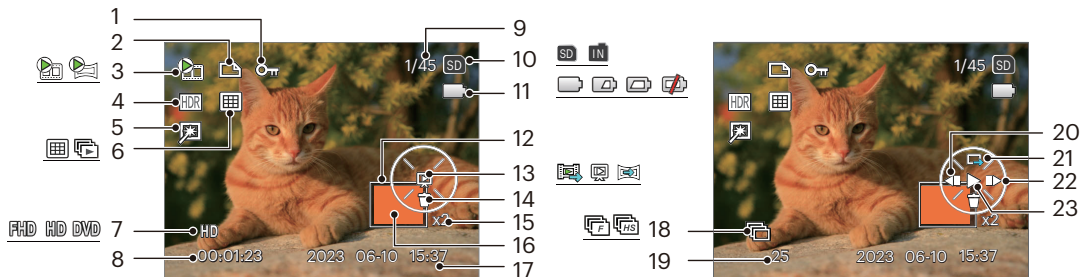 1
2
3
4 HDR
5
6
FHD HD DVD 7 HD
8 00:01:23 2023 06-10 15:37
9
1/45 SD 10
11
12
13
14
x2 15
16
17
SD IN
F HS 18
19 25 2023 06-10 15:37
1/45 SD
HDR
20
21
22
23
x2